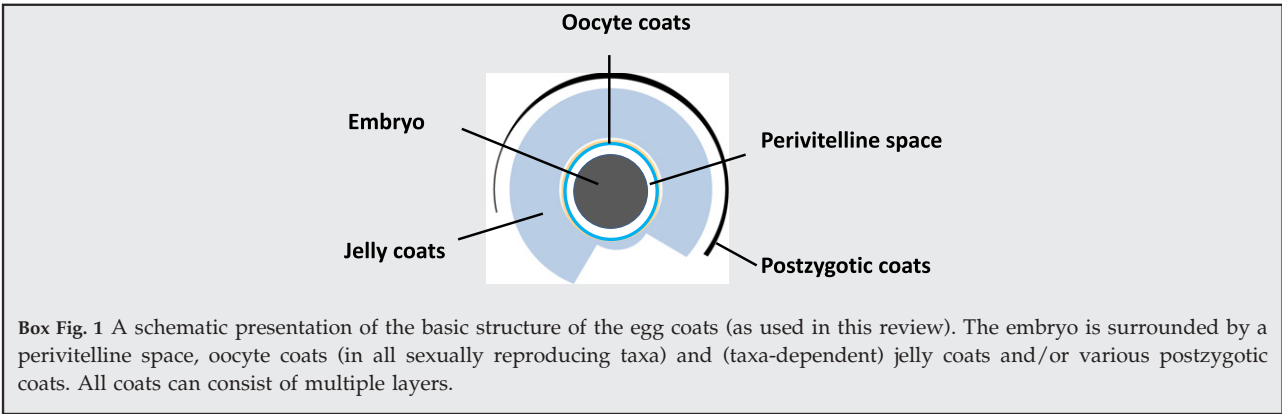 Oocyte coats
Embryo
Perivitelline space
Jelly coats
Postzygotic coats
Box Fig. 1 A schematic presentation of the basic structure of the egg coats (as used in this review). The embryo is surrounded by a
perivitelline space, oocyte coats (in all sexually reproducing taxa) and (taxa-dependent) jelly coats and/or various postzygotic
coats. All coats can consist of multiple layers.